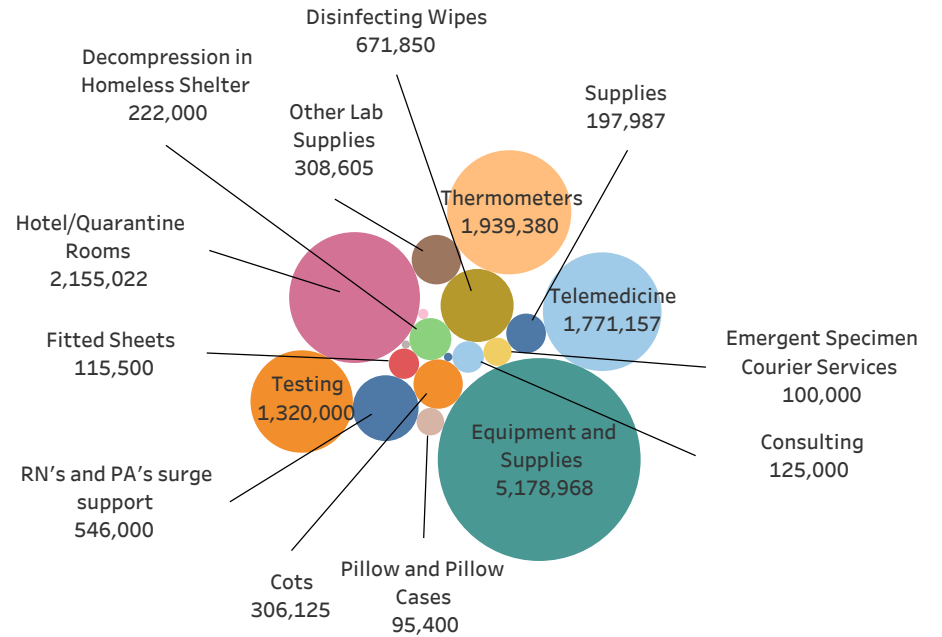 Disinfecting Wipes
671,850
Decompression in
Homeless Shelter
222,000
Other Lab
Supplies
308,605
Supplies
197,987
Thermometers
1,939,380
Hotel/Quarantine
Rooms
2,155,022
Telemedicine
1,771,157
Fitted Sheets
115,500
Emergent Specimen
Courier Services
100,000
Testing
1,320,000
Equipment and
Supplies
5,178,968
Consulting
125,000
RN's and PA's surge
support
546,000
Cots
306,125
Pillow and Pillow
Cases
95,400